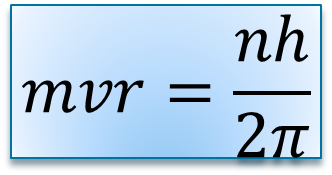 mvr = nh/2π